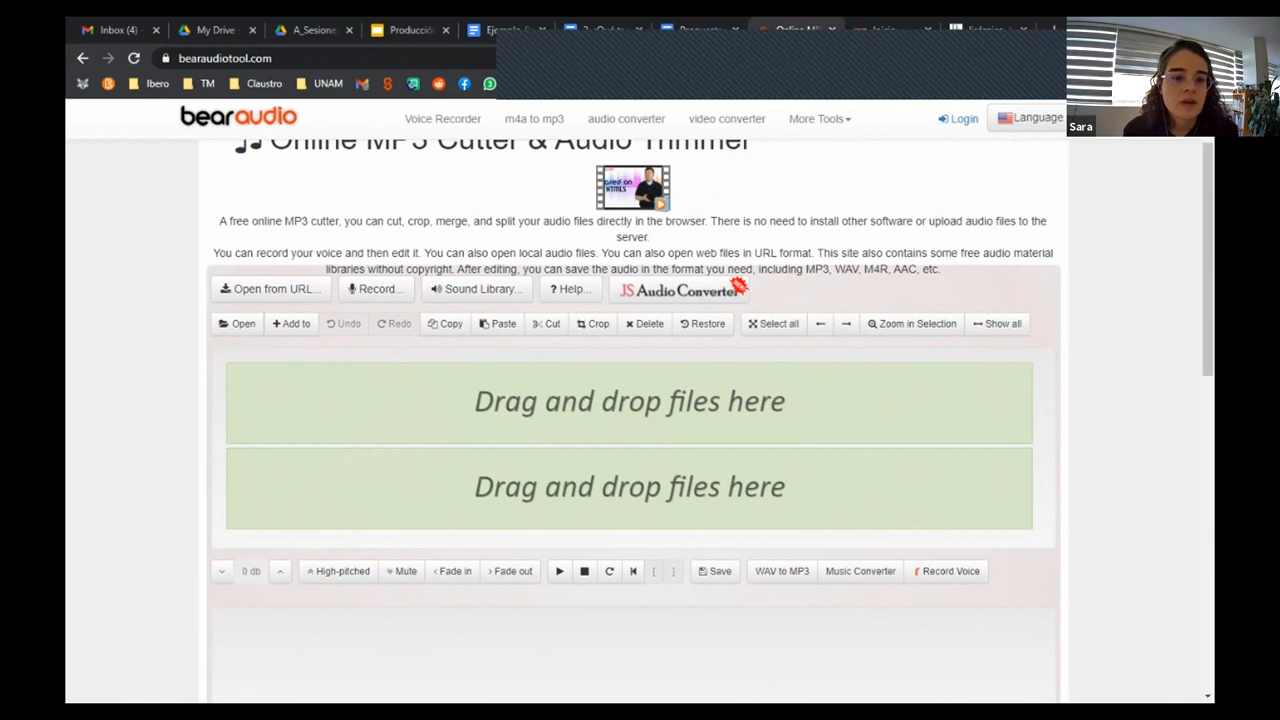 Inbox (4)
My Drive
A_Sesione
Producció
bearaudiotool.com
Ibero
TM
Claustro
UNAM
Sara
bearaudio
Voice Recorder
m4a to mp3
audio converter
video converter
More Tools
Login
Language
Online MP3 Cutter & Audio Trimmer
A free online MP3 cutter, you can cut, crop, merge, and split your audio files directly in the browser. There is no need to install other software or upload audio files to the
server.
You can record your voice and then edit it. You can also open local audio files. You can also open web files in URL format. This site also contains some free audio material
libraries without copyright. After editing, you can save the audio in the format you need, including MP3, WAV, M4R, AAC, etc.
Open from URL...
Record...
Sound Library...
? Help...
JS Audio Converter
Open
Add to
Undo
Redo
Copy
Paste
Cut
Crop
Delete
Restore
Select all
Zoom in Selection
Show all
Drag and drop files here
Drag and drop files here
0 db
High-pitched
Mute
Fade in
Fade out
[
]
Save
WAV to MP3
Music Converter
Record Voice